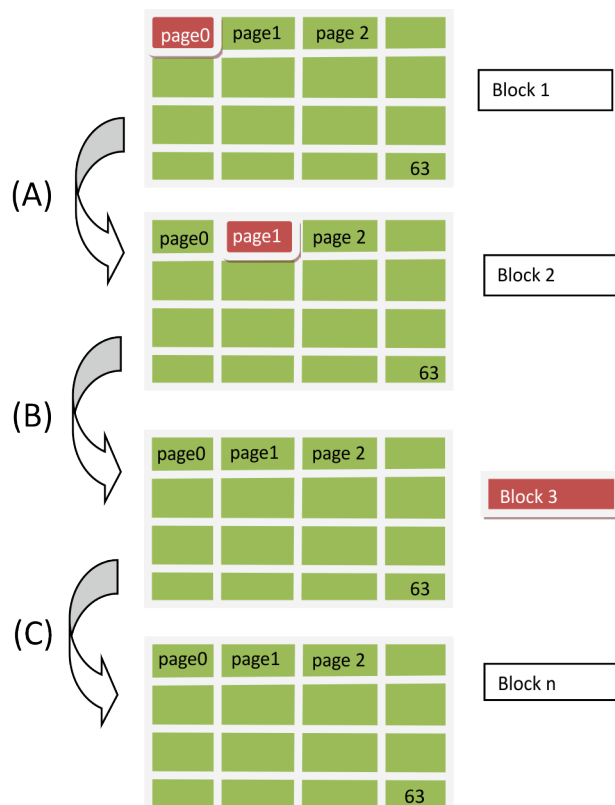 page0 page1 page 2
Block 1
63
(A)
page0 page1 page 2
Block 2
63
(B)
page0 page1 page 2
Block 3
63
(C)
page0 page1 page 2
Block n
63